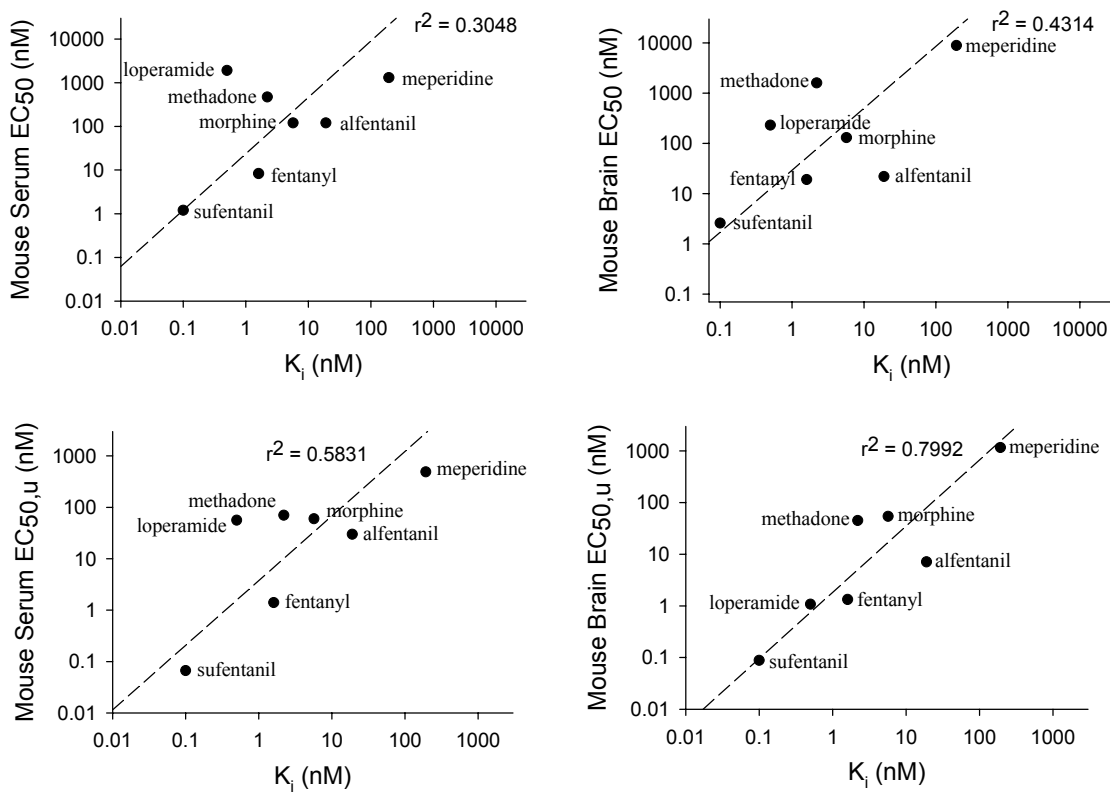 r2 = 0.3048
Mouse Serum EC50 (nM)
10000
1000
100
10
1
0.1
0.01
loperamide
methadone
morphine
meperidine
alfentanil
fentanyl
sufentanil
0.01 0.1 1 10 100 1000 10000
Ki (nM)
r2 = 0.4314
Mouse Brain EC50 (nM)
10000
1000
100
10
1
0.1
meperidine
methadone
loperamide
morphine
fentanyl
alfentanil
sufentanil
0.1 1 10 100 1000 10000
Ki (nM)
r2 = 0.5831
Mouse Serum EC50,u (nM)
1000
100
10
1
0.1
0.01
meperidine
methadone
loperamide
morphine
alfentanil
fentanyl
sufentanil
0.01 0.1 1 10 100 1000
Ki (nM)
r2 = 0.7992
Mouse Brain EC50,u (nM)
1000
100
10
1
0.1
0.01
meperidine
methadone
morphine
alfentanil
loperamide
fentanyl
sufentanil
0.01 0.1 1 10 100 1000
Ki (nM)